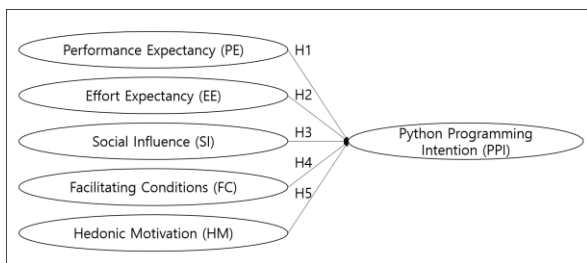 Performance Expectancy (PE)
H1
Effort Expectancy (EE)
H2
Social Influence (SI)
H3
Python Programming
Intention (PPI)
H4
Facilitating Conditions (FC)
H5
Hedonic Motivation (HM)